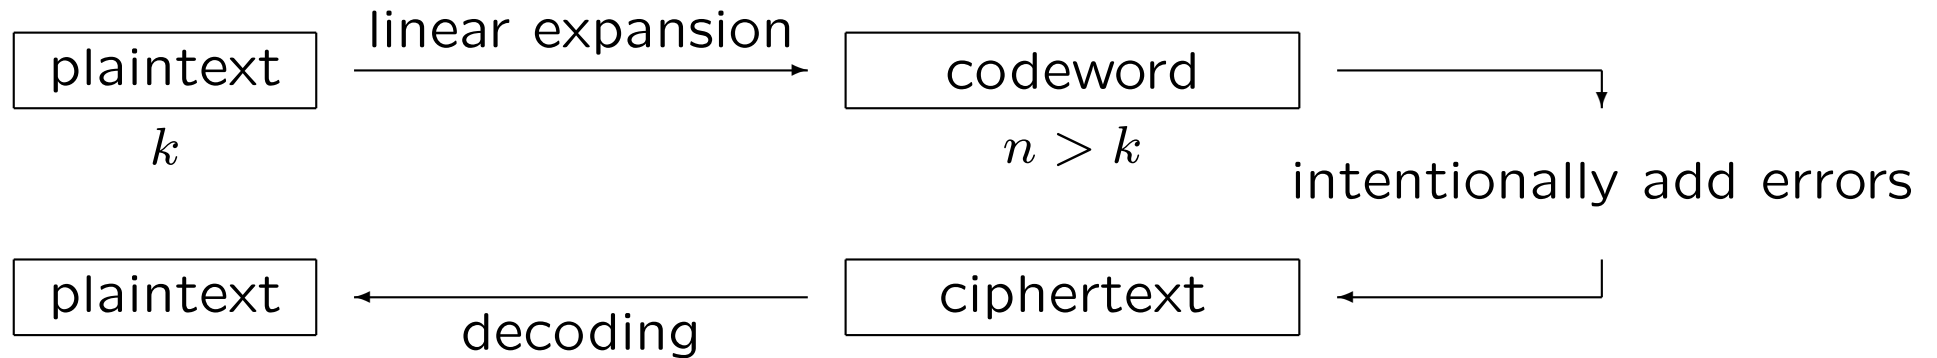 linear expansion
plaintext
codeword
k
n > k
intentionally add errors
plaintext
ciphertext
decoding